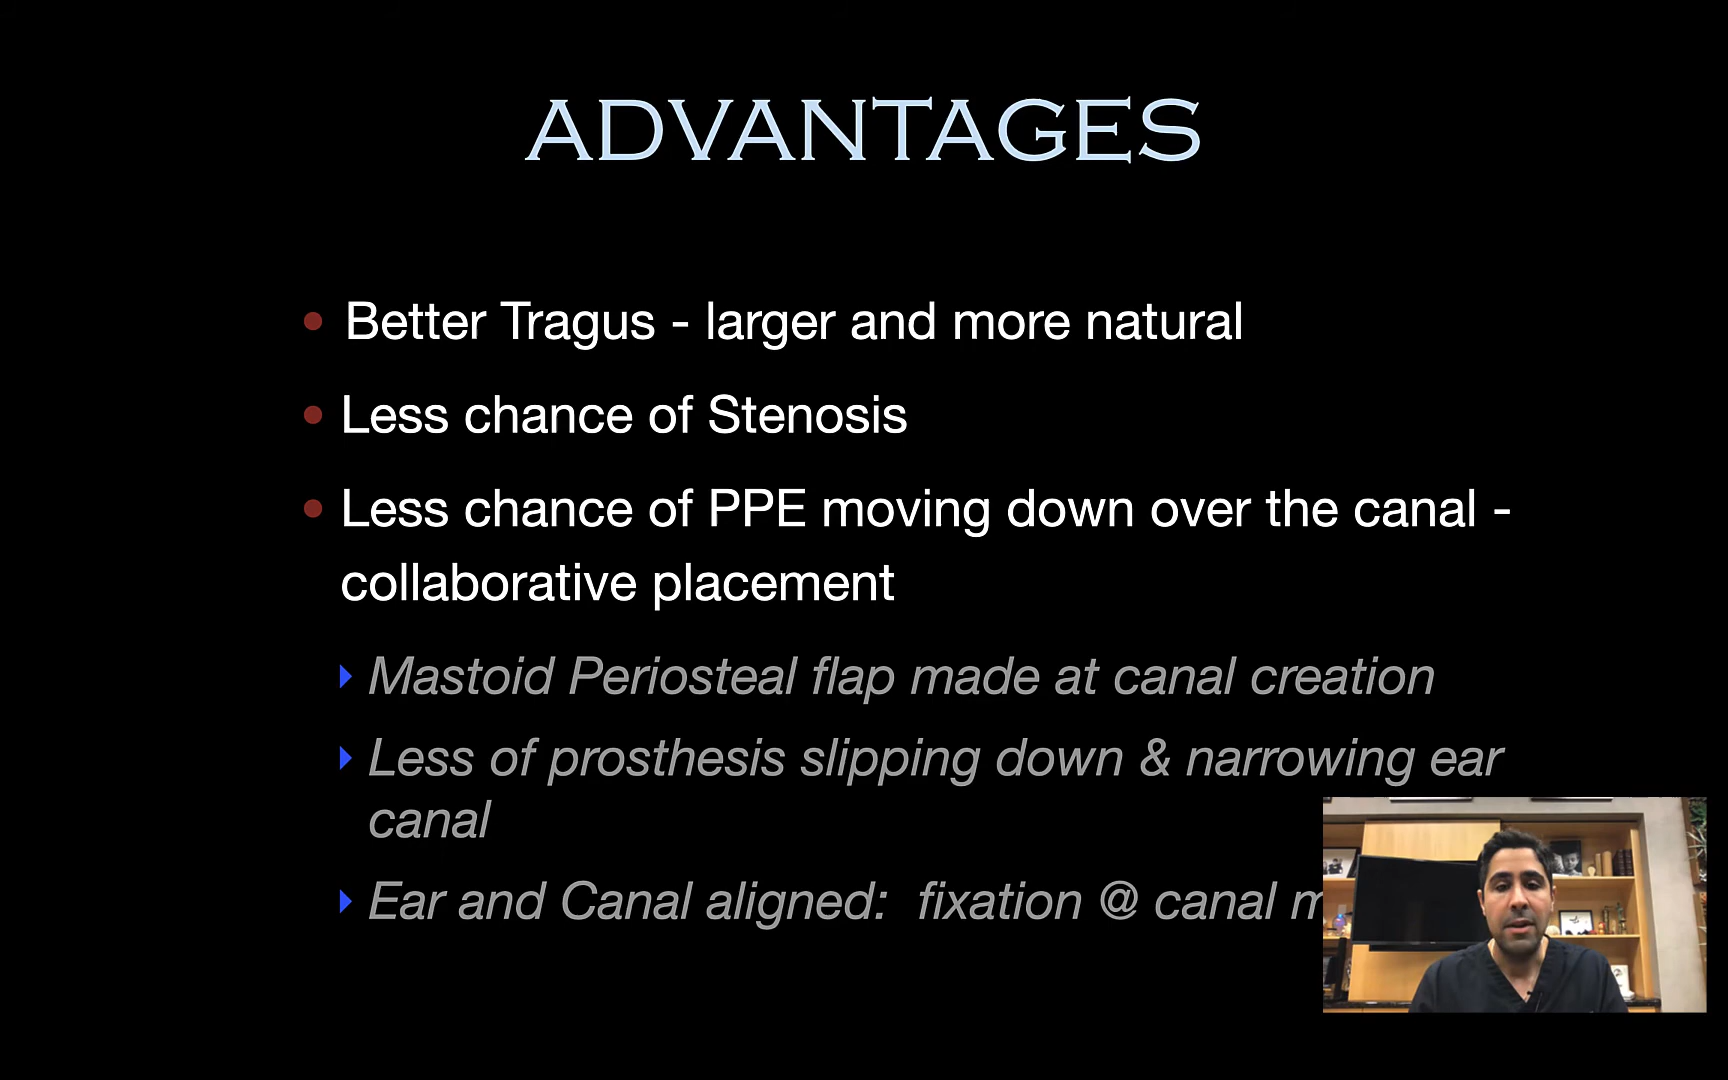 ADVANTAGES
Better Tragus - larger and more natural
Less chance of Stenosis
Less chance of PPE moving down over the canal -
collaborative placement
Mastoid Periosteal flap made at canal creation
Less of prosthesis slipping down & narrowing ear
canal
Ear and Canal aligned: fixation @ canal